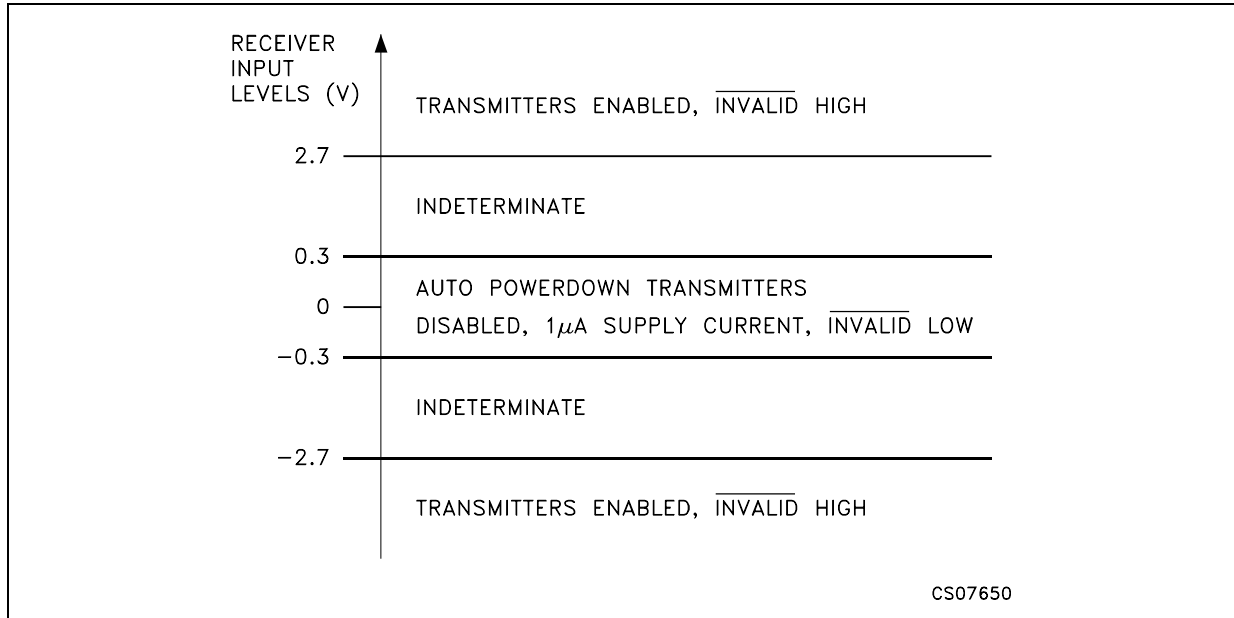 RECEIVER
INPUT
LEVELS (V)
TRANSMITTERS ENABLED, INVALID HIGH
2.7
INDETERMINATE
0.3
AUTO POWERDOWN TRANSMITTERS
0
DISABLED, 1μA SUPPLY CURRENT, INVALID LOW
−0.3
INDETERMINATE
−2.7
TRANSMITTERS ENABLED, INVALID HIGH
CS07650